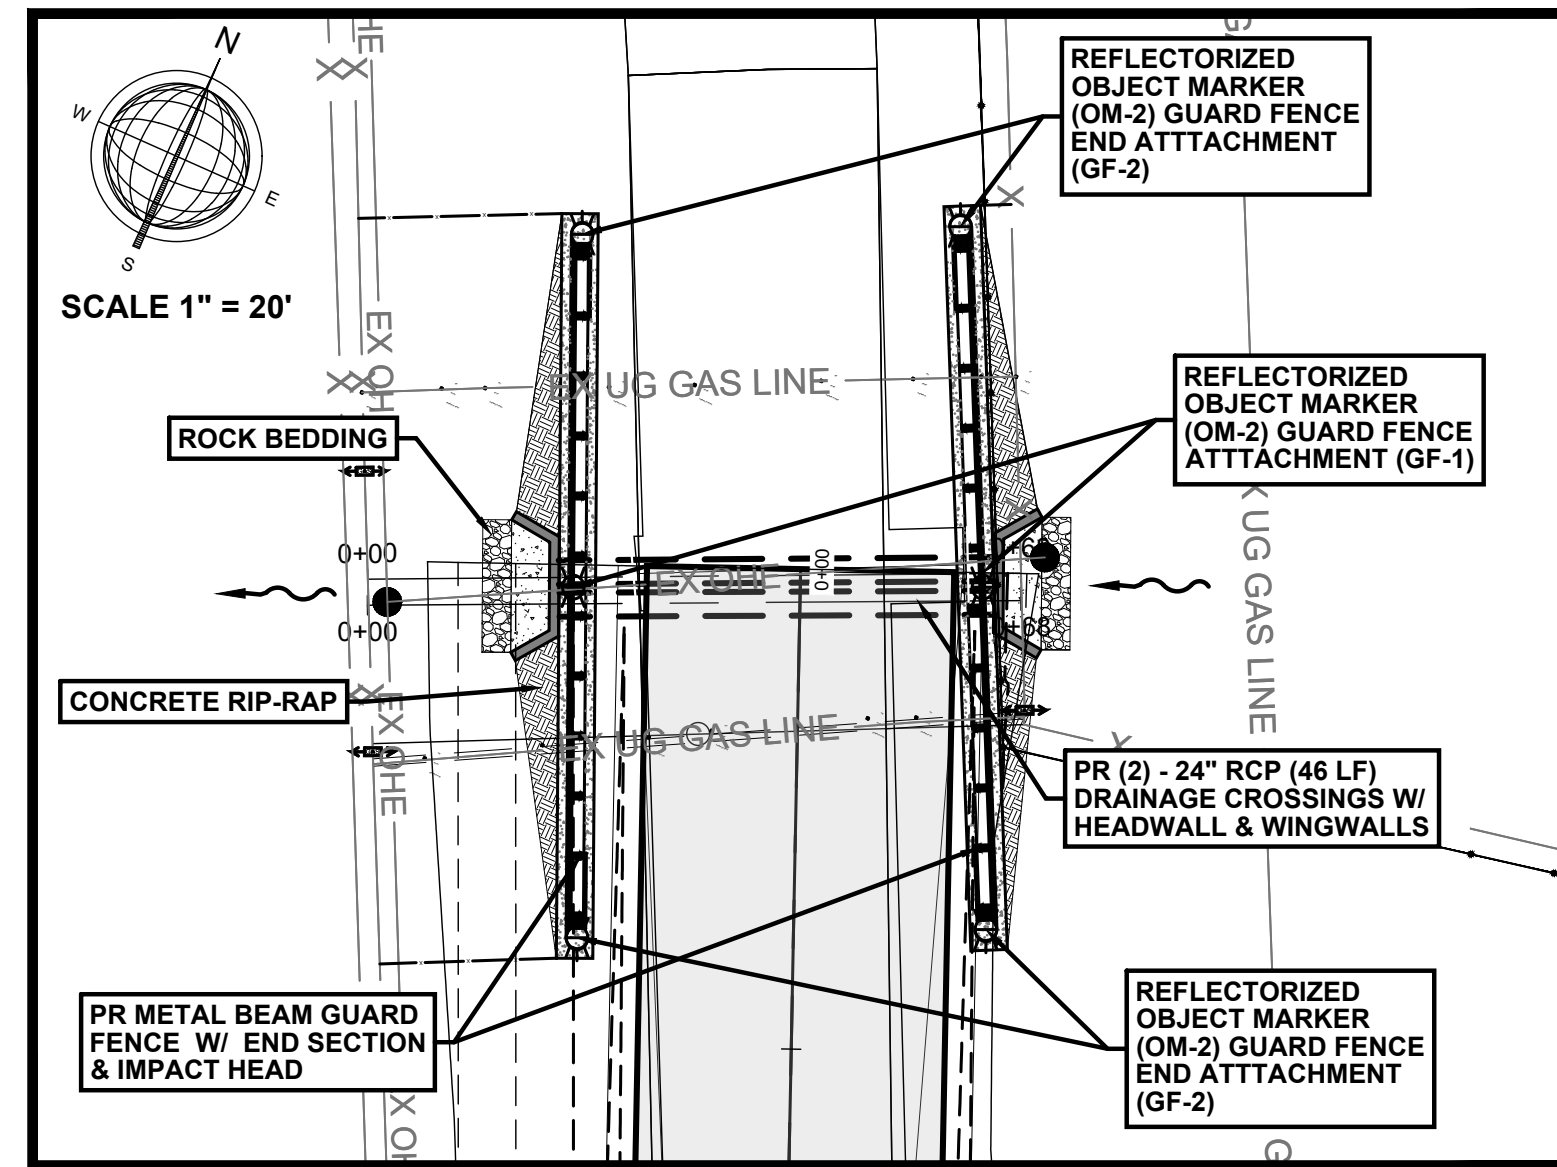 N
W
E
S
SCALE 1" = 20'
REFLECTORIZED
OBJECT MARKER
(OM-2) GUARD FENCE
END ATTTACHMENT
(GF-2)
X
X
X
X
X
X
EX UG GAS LINE
REFLECTORIZED
OBJECT MARKER
(OM-2) GUARD FENCE
ATTTACHMENT (GF-1)
ROCK BEDDING
0+00
0+00
EX OHE
0+00
+68
X UG GAS LINE
CONCRETE RIP-RAP
EX OHE
EX UG GAS LINE
X
PR (2) - 24" RCP (46 LF)
DRAINAGE CROSSINGS W/
HEADWALL & WINGWALLS
PR METAL BEAM GUARD
FENCE W/ END SECTION
& IMPACT HEAD
REFLECTORIZED
OBJECT MARKER
(OM-2) GUARD FENCE
END ATTTACHMENT
(GF-2)
G